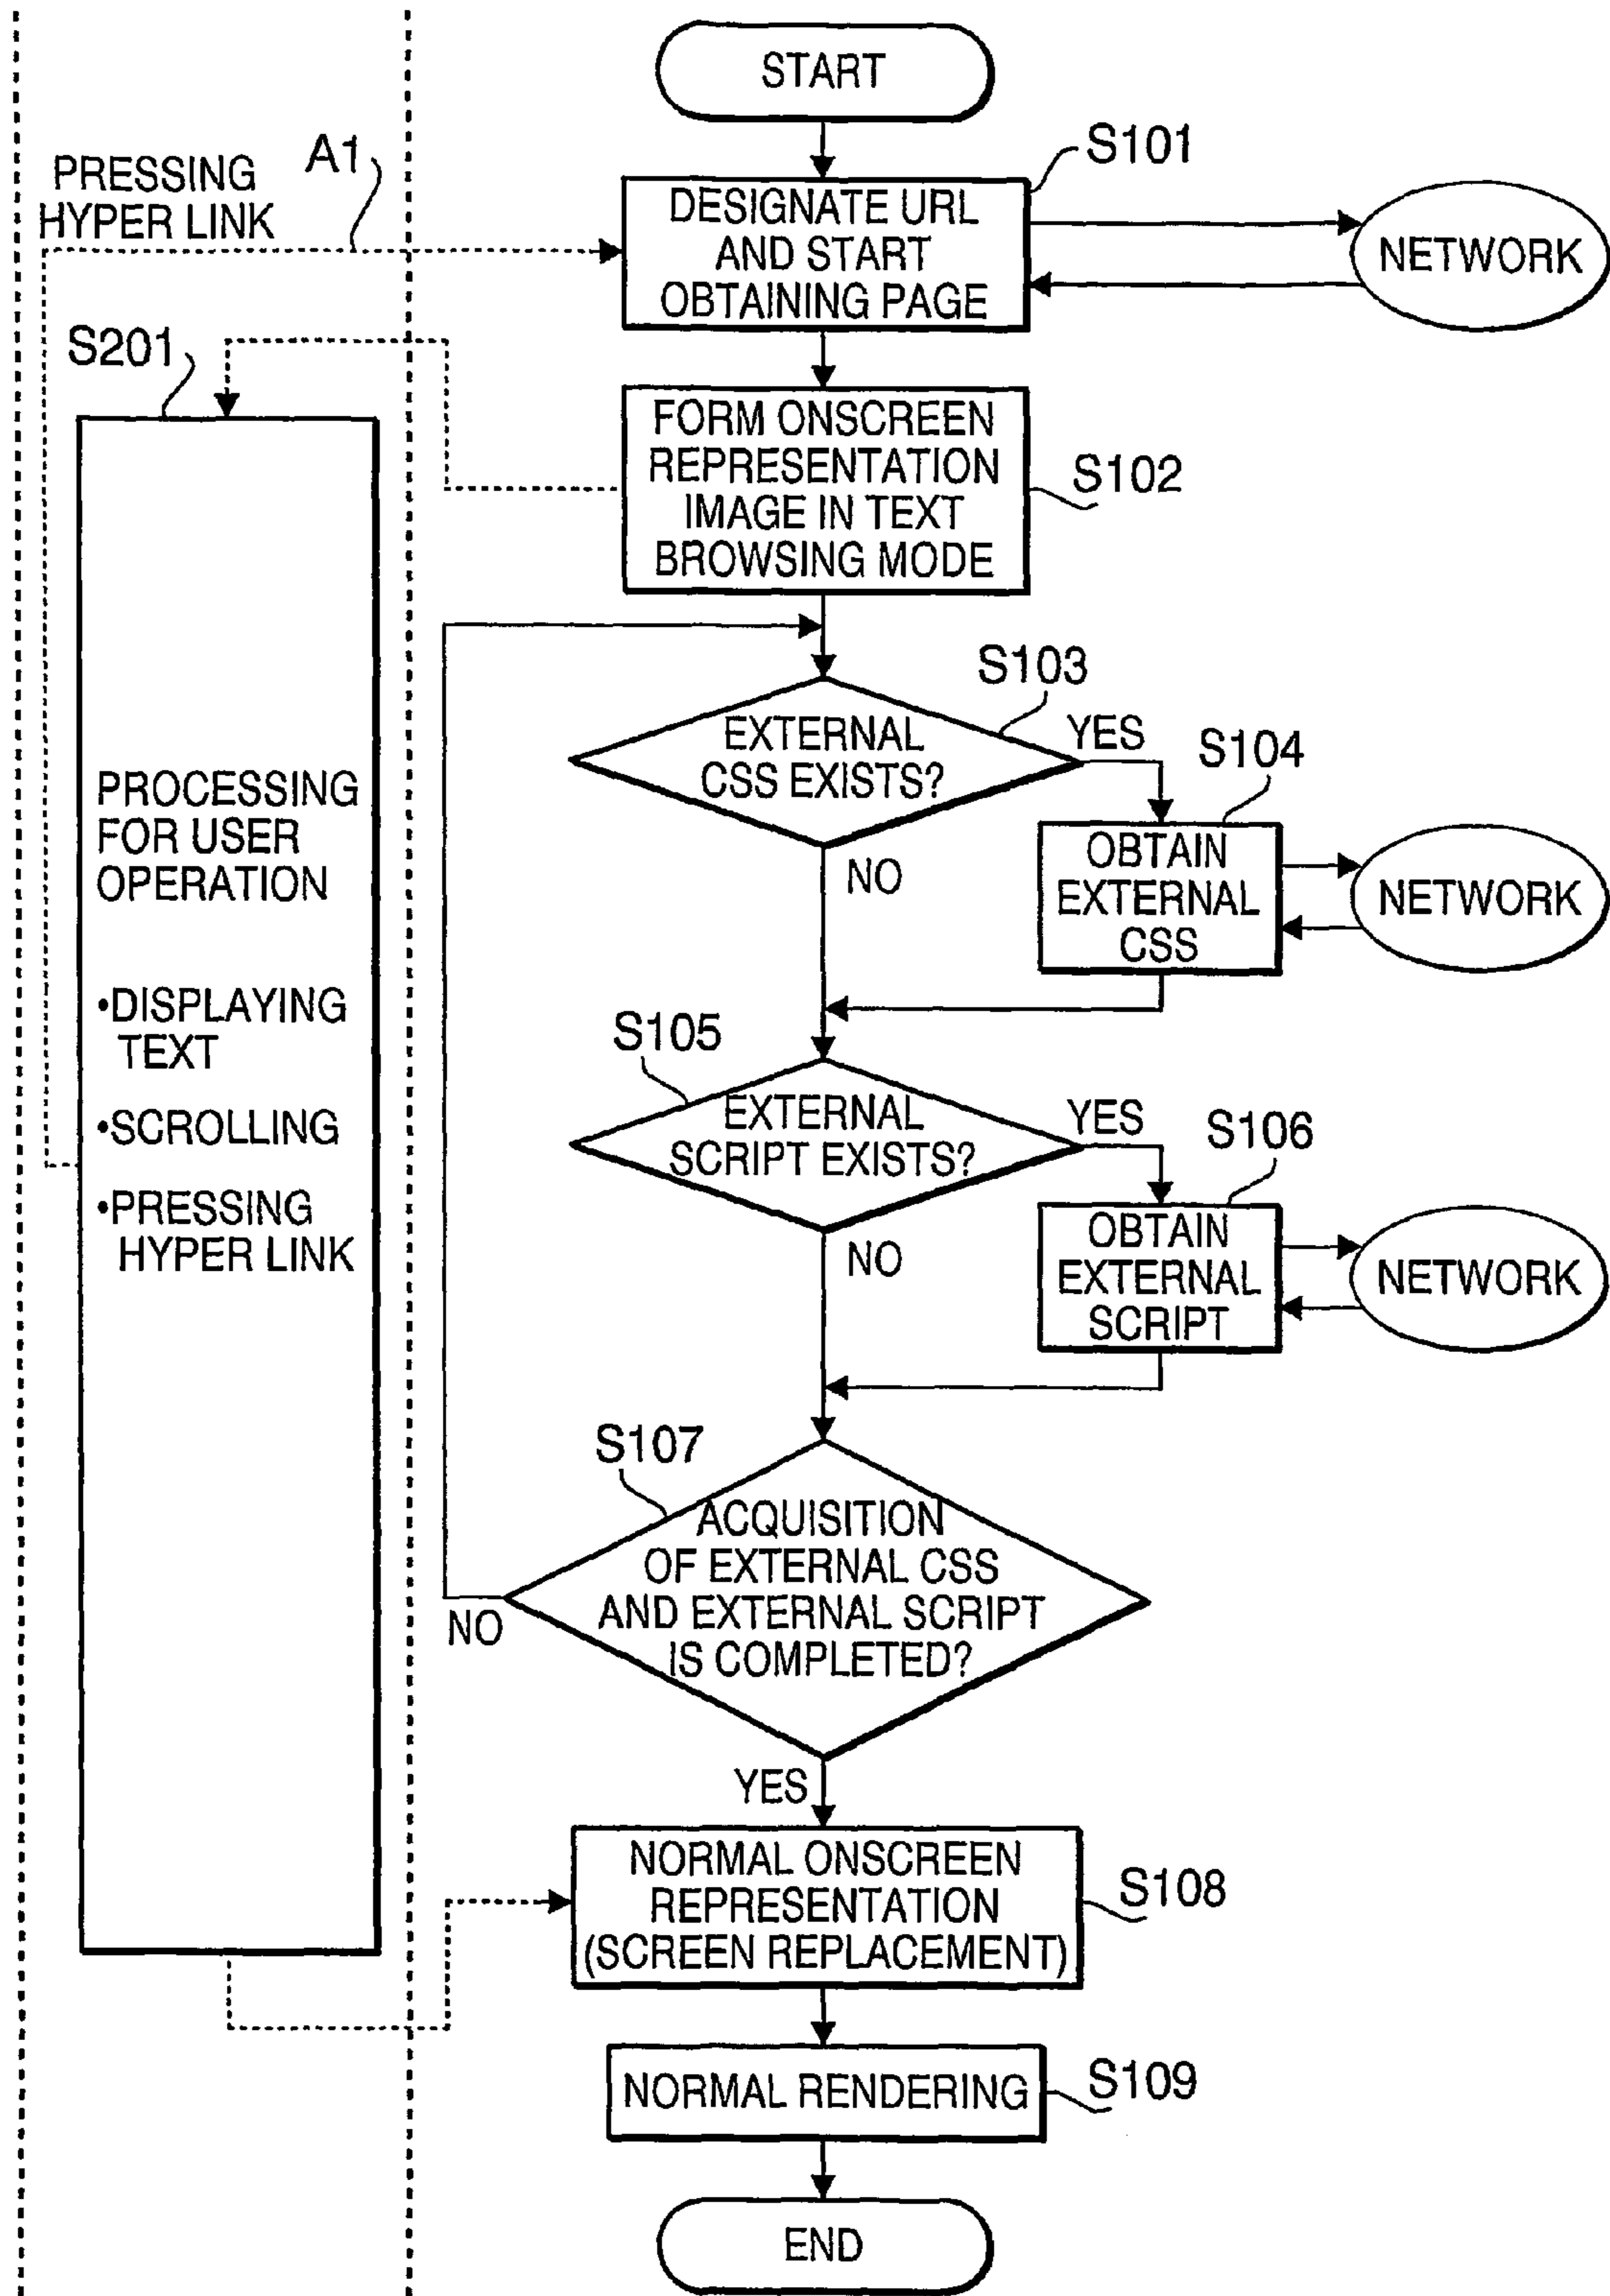 START
S101
DESIGNATE URL
AND START
OBTAINING PAGE
NETWORK
A1
PRESSING
HYPER LINK
S201
FORM ONSCREEN
REPRESENTATION
IMAGE IN TEXT
BROWSING MODE
S102
S103
EXTERNAL
CSS EXISTS?
YES
NO
S104
OBTAIN
EXTERNAL
CSS
NETWORK
PROCESSING
FOR USER
OPERATION
•DISPLAYING
TEXT
•SCROLLING
•PRESSING
HYPER LINK
S105
EXTERNAL
SCRIPT EXISTS?
YES
NO
S106
OBTAIN
EXTERNAL
SCRIPT
NETWORK
S107
ACQUISITION
OF EXTERNAL CSS
AND EXTERNAL SCRIPT
IS COMPLETED?
NO
YES
NORMAL ONSCREEN
REPRESENTATION
(SCREEN REPLACEMENT)
S108
NORMAL RENDERING
S109
END